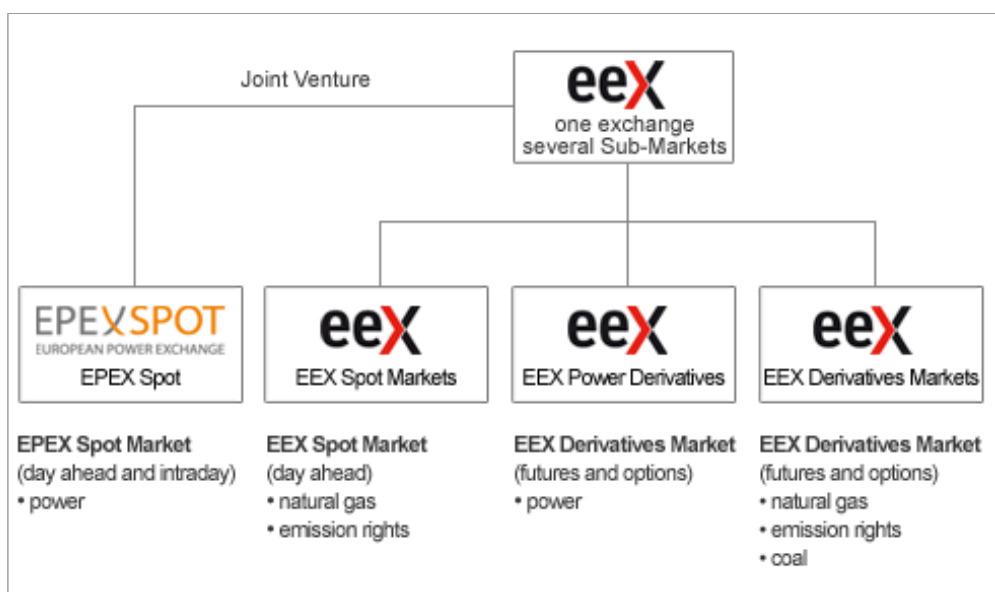 Joint Venture
eex
one exchange
several Sub-Markets
EPEXSPOT
EUROPEAN POWER EXCHANGE
EPEX Spot
eex
EEX Spot Markets
eex
EEX Power Derivatives
eex
EEX Derivatives Markets
EPEX Spot Market
(day ahead and intraday)
• power
EEX Spot Market
(day ahead)
• natural gas
• emission rights
EEX Derivatives Market
(futures and options)
• power
EEX Derivatives Market
(futures and options)
• natural gas
• emission rights
• coal